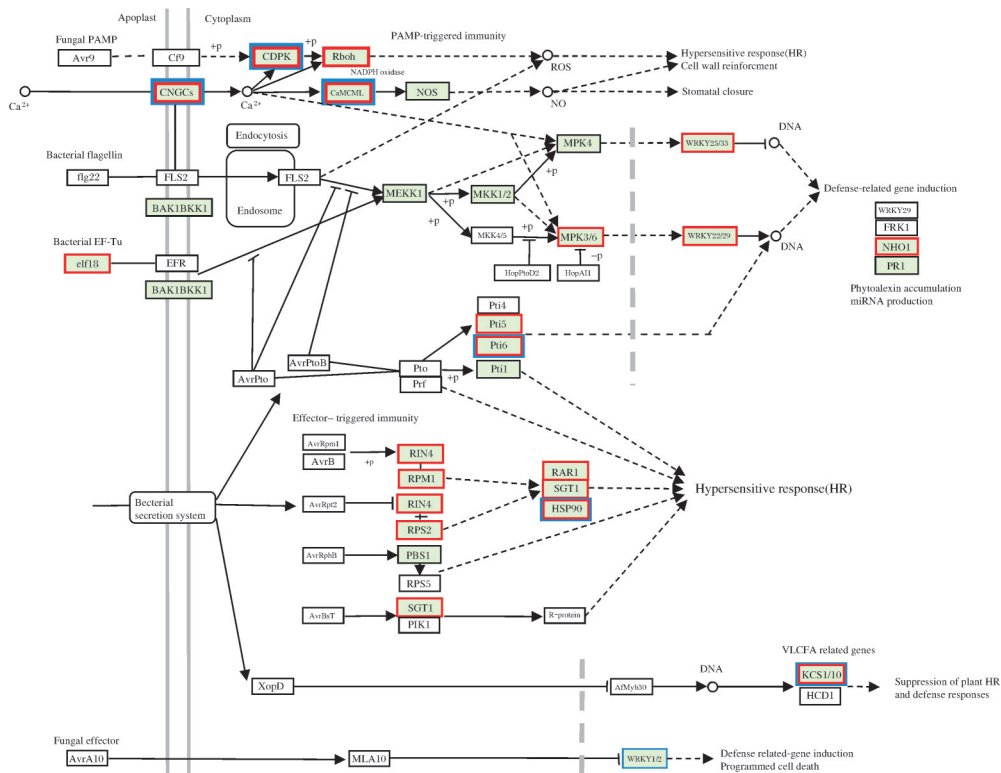 Apoplast
Cytoplasm
Fungal PAMP
+p
+p
PAMP-triggered immunity
Avr9
Cf9
CDPK
Rboh
ROS
Hypersensitive response(HR)
Cell wall reinforcment
NADPH oxidase
CNGCs
Ca2+
Ca2+
CaMCML
NOS
NO
Stomatal closure
Endocytosis
DNA
MPK4
WRKY25/33
Bacterial flagellin
flg22
FLS2
FLS2
+p
MEKK1
+p
MKK1/2
Defense-related gene induction
BAK1BKK1
Endosome
WRKY29
FRK1
Bacterial EF-Tu
+p
+p
MKK4/5
MPK3/6
WRKY22/29
DNA
NHO1
elf18
EFR
−p
PR1
HopPtoD2
HopAI1
BAK1BKK1
Phytoalexin accumulation
miRNA production
Pti4
Pti5
Pti6
AvrPtoB
AvrPto
Pto
+p
Pti1
Prf
Effector− triggered immunity
AvrRpm1
AvrB
+p
RIN4
RPM1
RAR1
SGT1
HSP90
Hypersensitive response(HR)
Becterial
secretion system
AvrRpt2
RIN4
RPS2
AvrRphB
PBS1
RPS5
AvrBsT
SGT1
PIK1
R-protein
VLCFA related genes
XopD
AfMyh30
DNA
KCS1/10
HCD1
Suppression of plant HR
and defense responses
Fungal effector
AvrA10
MLA10
WRKY1/2
Defense related-gene induction
Programmed cell death